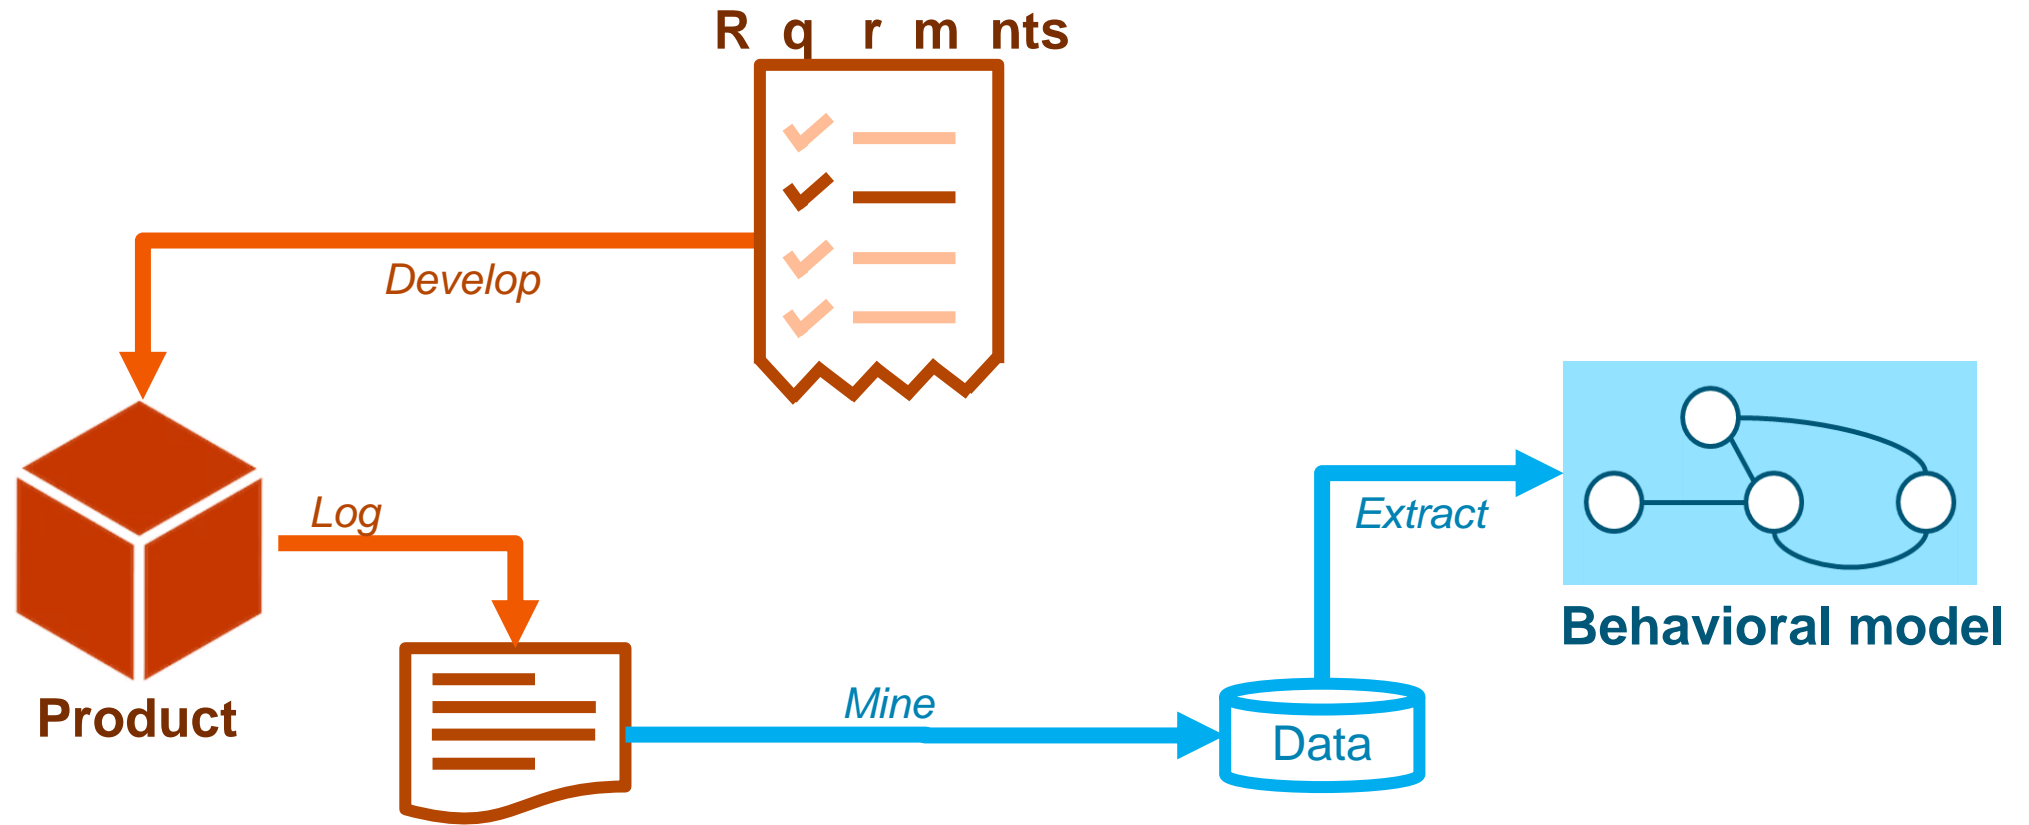 R q r m nts
Develop
Log
Extract
Behavioral model
Mine
Product
Data